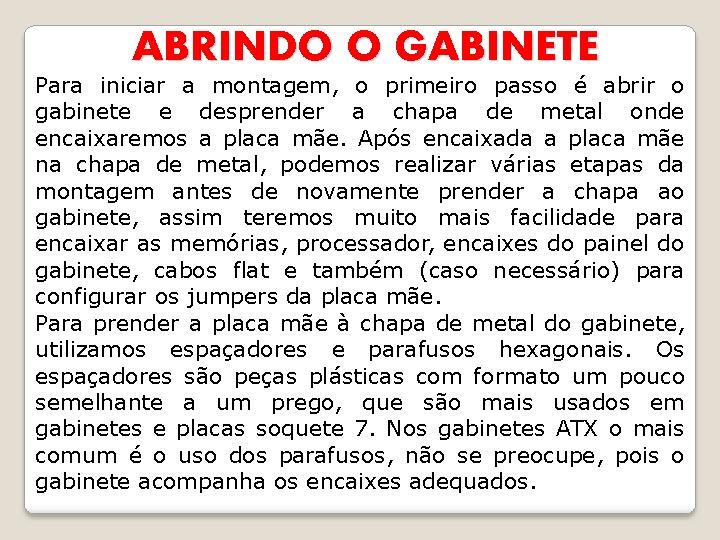 ABRINDO O GABINETE
Para iniciar a montagem, o primeiro passo é abrir o
gabinete e desprender a chapa de metal onde
encaixaremos a placa mãe. Após encaixada a placa mãe
na chapa de metal, podemos realizar várias etapas da
montagem antes de novamente prender a chapa ao
gabinete, assim teremos muito mais facilidade para
encaixar as memórias, processador, encaixes do painel do
gabinete, cabos flat e também (caso necessário) para
configurar os jumpers da placa mãe.
Para prender a placa mãe à chapa de metal do gabinete,
utilizamos espaçadores e parafusos hexagonais. Os
espaçadores são peças plásticas com formato um pouco
semelhante a um prego, que são mais usados em
gabinetes e placas soquete 7. Nos gabinetes ATX o mais
comum é o uso dos parafusos, não se preocupe, pois o
gabinete acompanha os encaixes adequados.